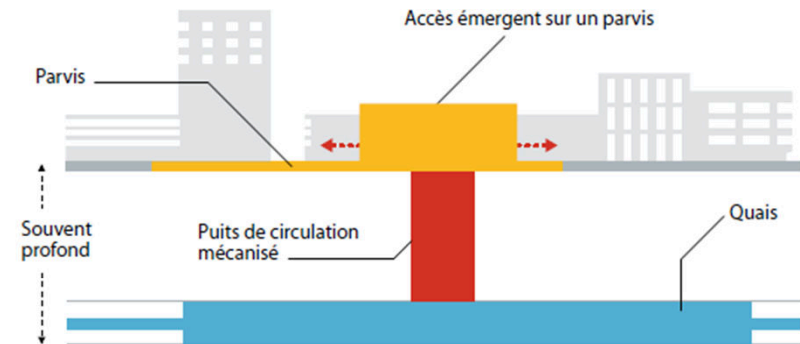 Accès émergent sur un parvis
Parvis
Souvent
profond
Puits de circulation
mécanisé
Quais